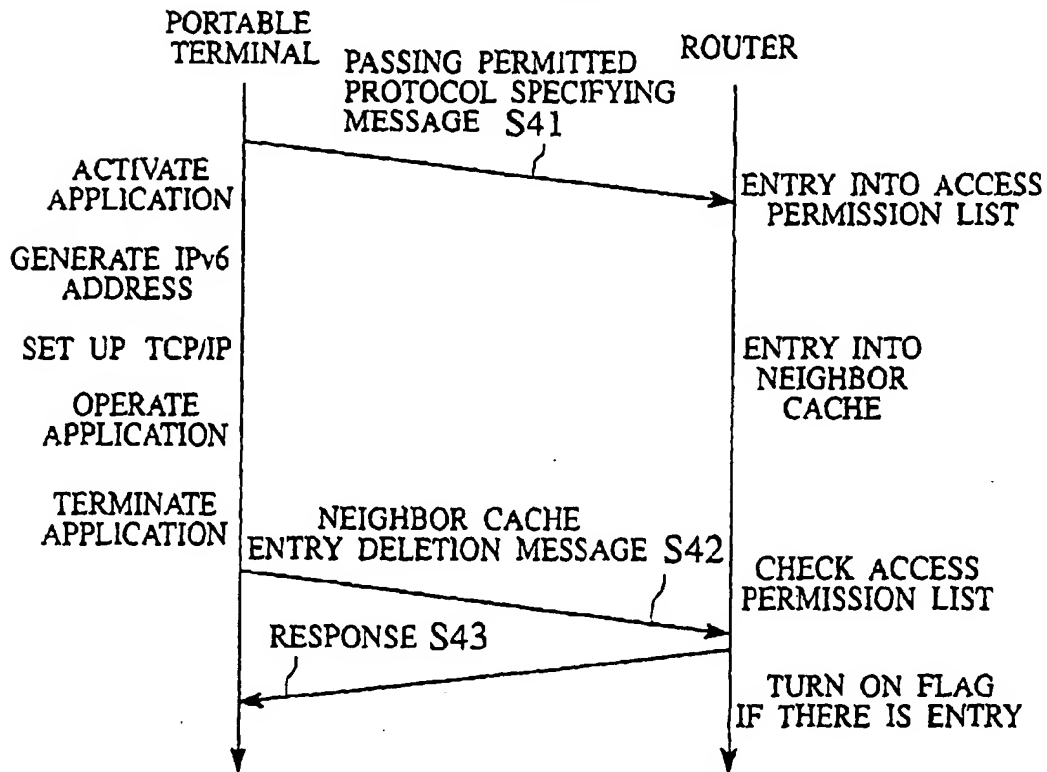 PORTABLE
TERMINAL
ROUTER
PASSING PERMITTED
PROTOCOL SPECIFYING
MESSAGE S41
ACTIVATE
APPLICATION
ENTRY INTO ACCESS
PERMISSION LIST
GENERATE IPv6
ADDRESS
SET UP TCP/IP
ENTRY INTO
NEIGHBOR
CACHE
OPERATE
APPLICATION
TERMINATE
APPLICATION
NEIGHBOR CACHE
ENTRY DELETION MESSAGE S42
CHECK ACCESS
PERMISSION LIST
RESPONSE S43
TURN ON FLAG
IF THERE IS ENTRY